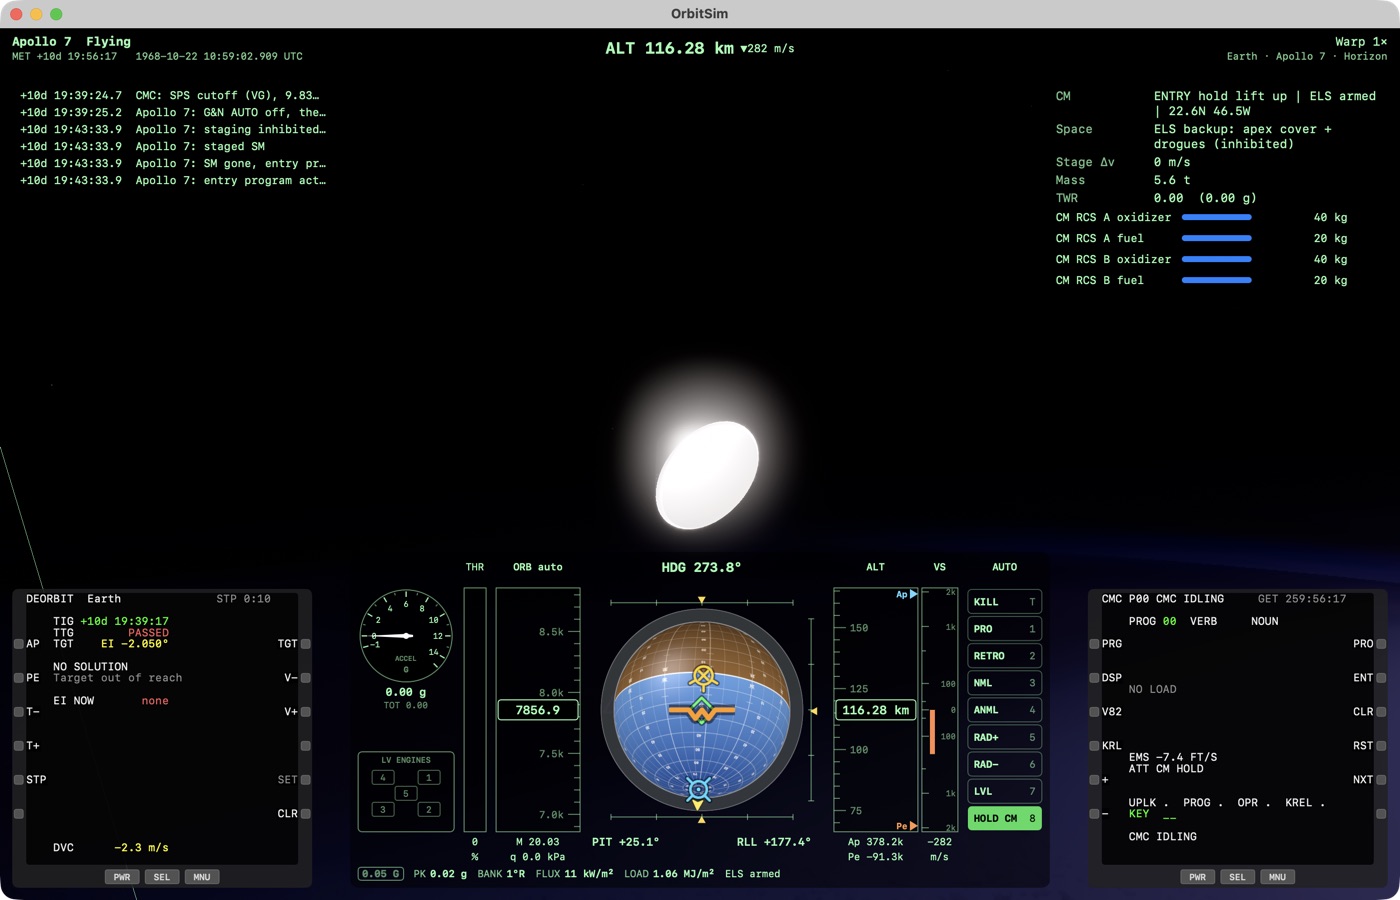 OrbitSim
Apollo 7 Flying
MET +10d 19:56:17 1968-10-22 10:59:02.909 UTC
ALT 116.28 km ▼282 m/s
Warp 1×
Earth · Apollo 7 · Horizon
+10d 19:39:24.7 CMC: SPS cutoff (VG), 9.83…
+10d 19:39:25.2 Apollo 7: G&N AUTO off, the…
+10d 19:43:33.9 Apollo 7: staging inhibited…
+10d 19:43:33.9 Apollo 7: staged SM
+10d 19:43:33.9 Apollo 7: SM gone, entry pr…
+10d 19:43:33.9 Apollo 7: entry program act…
CM ENTRY hold lift up | ELS armed
| 22.6N 46.5W
Space ELS backup: apex cover +
drogues (inhibited)
Stage Δv 0 m/s
Mass 5.6 t
TWR 0.00 (0.00 g)
CM RCS A oxidizer 40 kg
CM RCS A fuel 20 kg
CM RCS B oxidizer 40 kg
CM RCS B fuel 20 kg
DEORBIT Earth STP 0:10
TIG +10d 19:39:17
TTG PASSED
AP TGT EI −2.050° TGT
NO SOLUTION
PE Target out of reach V−
EI NOW none
T− V+
T+
STP SET
CLR
DVC −2.3 m/s
PWR SEL MNU
THR ORB auto HDG 273.8° ALT VS AUTO
−1 0 2 4 6 8 10 12 14
ACCEL
G
0.00 g
TOT 0.00
LV ENGINES
4 1
5
3 2
0
%
8.5k
8.0k
7856.9
7.5k
7.0k
M 20.03
q 0.0 kPa
PIT +25.1° RLL +177.4°
Ap
150
125
116.28 km
100
75
Pe
Ap 378.2k
Pe −91.3k
2k
1k
100
0
100
1k
2k
−282
m/s
KILL T
PRO 1
RETRO 2
NML 3
ANML 4
RAD+ 5
RAD− 6
LVL 7
HOLD CM 8
0.05 G PK 0.02 g BANK 1°R FLUX 11 kW/m² LOAD 1.06 MJ/m² ELS armed
CMC P00 CMC IDLING GET 259:56:17
PROG 00 VERB NOUN
PRG PRO
DSP ENT
NO LOAD
V82 CLR
KRL RST
EMS −7.4 FT/S
ATT CM HOLD
+ NXT
UPLK . PROG . OPR . KREL .
− KEY __
CMC IDLING
PWR SEL MNU